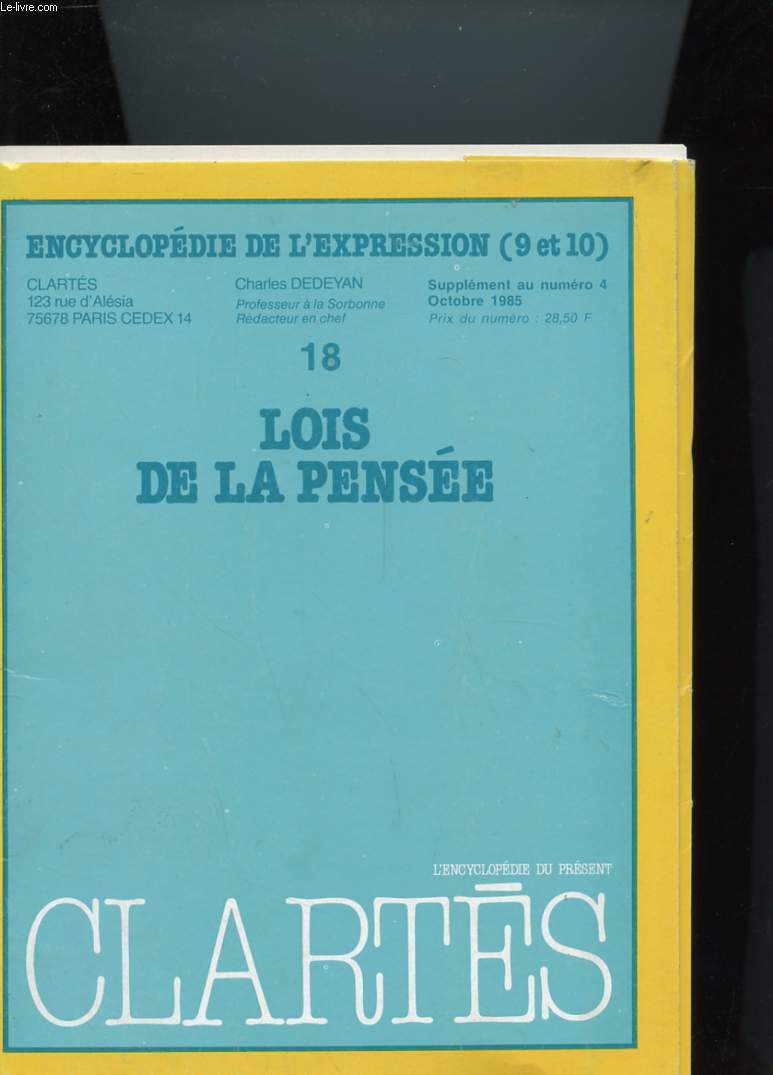 Le-livre.com
ENCYCLOPÉDIE DE L'EXPRESSION (9 et 10)
CLARTÉS
123 rue d'Alésia
75678 PARIS CEDEX 14
Charles DEDEYAN
Professeur à la Sorbonne
Rédacteur en chef
Supplément au numéro 4
Octobre 1985
Prix du numéro : 28,50 F
18
LOIS
DE LA PENSÉE
L'ENCYCLOPÉDIE DU PRÉSENT
CLARTÉS